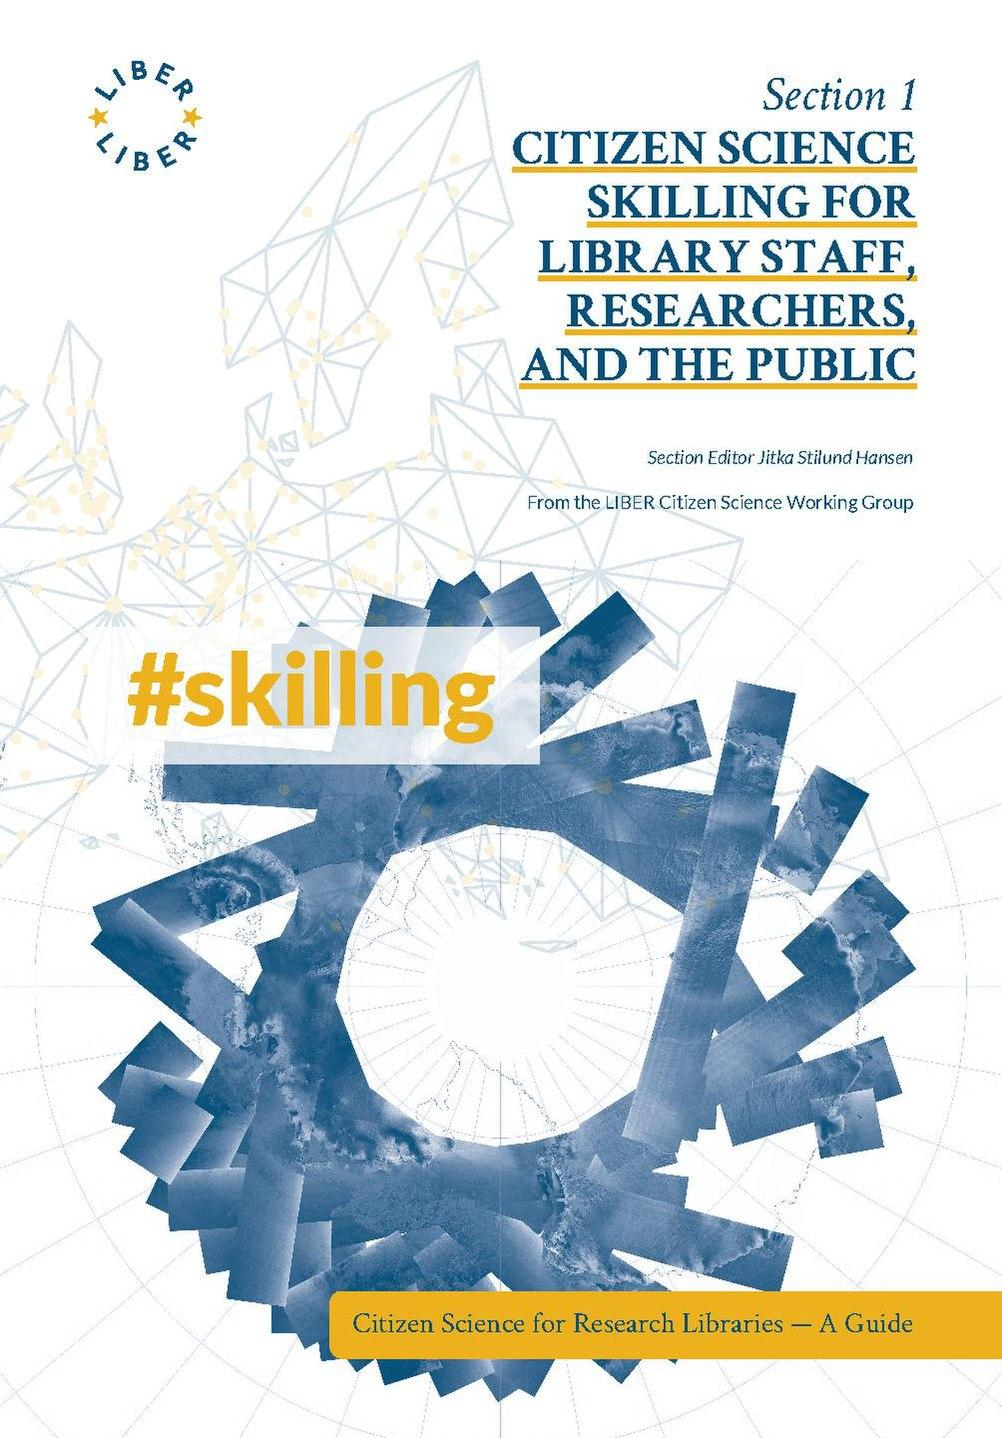 LIBER
LIBER
Section 1
CITIZEN SCIENCE
SKILLING FOR
LIBRARY STAFF,
RESEARCHERS,
AND THE PUBLIC
Section Editor Jitka Stilund Hansen
From the LIBER Citizen Science Working Group
#skilling
Citizen Science for Research Libraries — A Guide